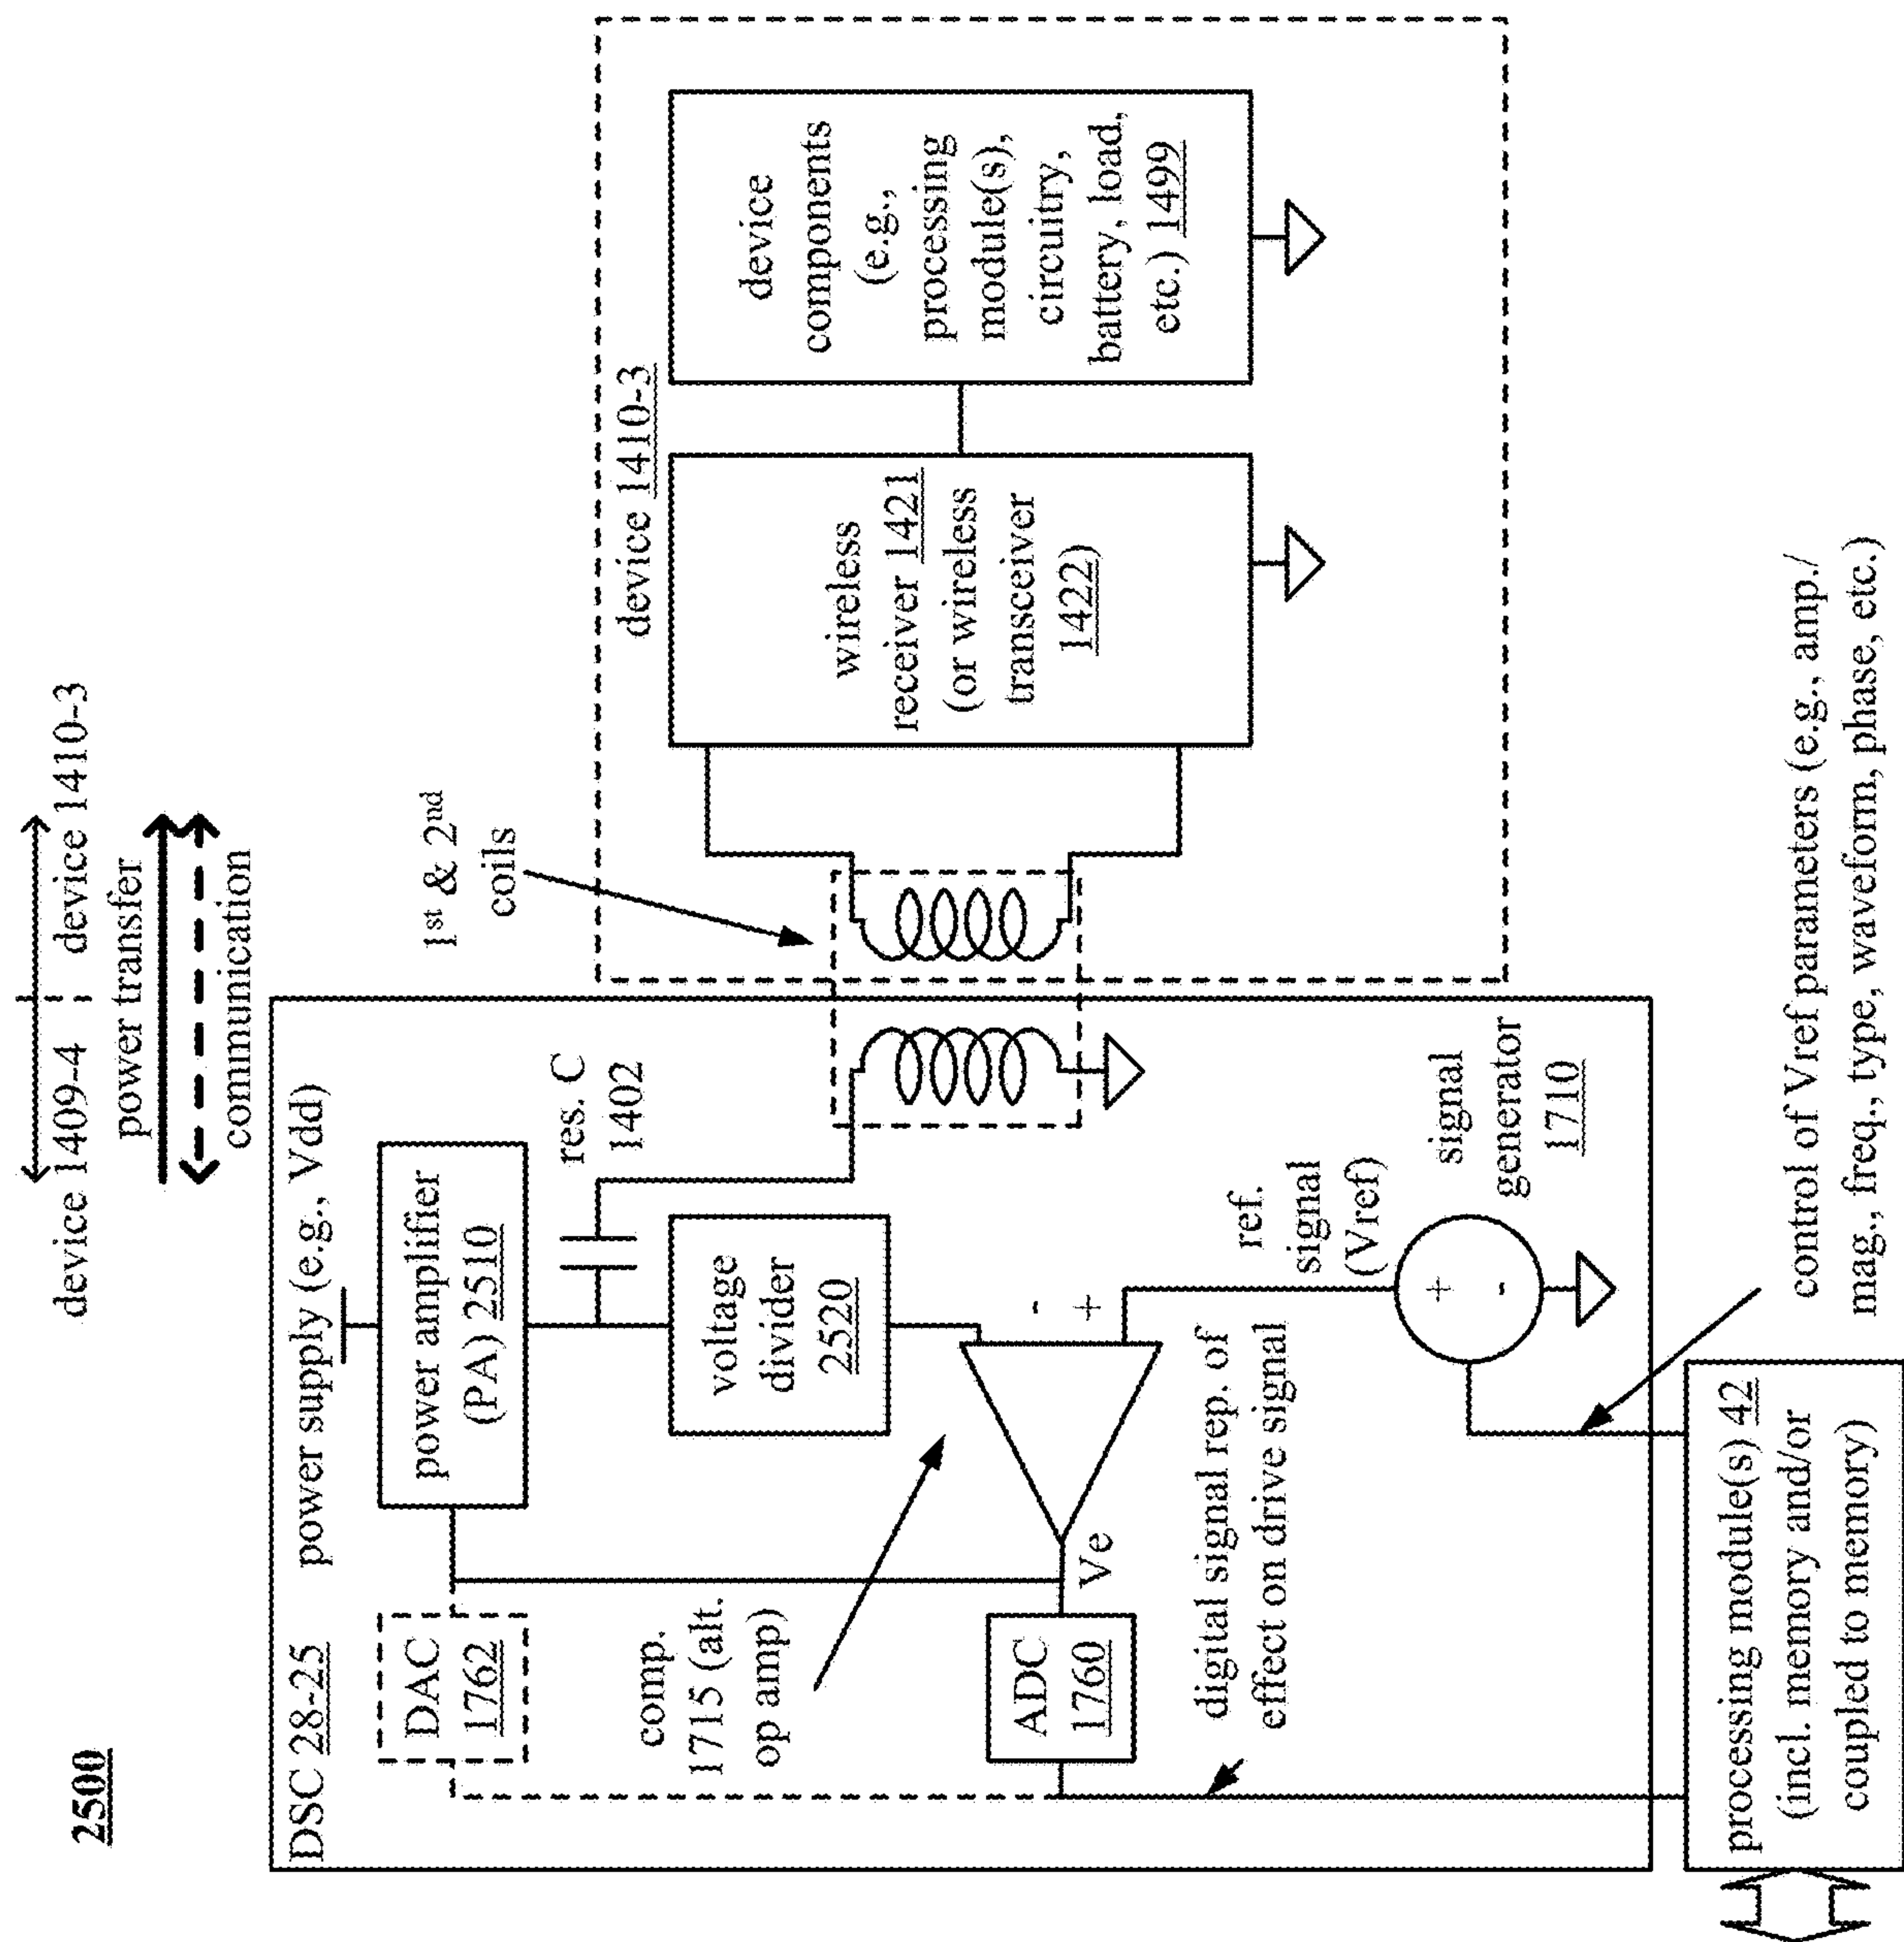 2500
device 1409-4
device 1410-3
power transfer
communication
DSC 28-25
power supply (e.g., Vdd)
power amplifier
(PA) 2510
DAC
1762
res. C
1402
voltage
divider
2520
comp.
1715 (alt.
op amp)
-
+
Ve
ADC
1760
digital signal rep. of
effect on drive signal
ref.
signal
(Vref)
+
-
signal
generator
1710
1st & 2nd
coils
device 1410-3
wireless
receiver 1421
(or wireless
transceiver
1422)
device
components
(e.g.,
processing
module(s),
circuitry,
battery, load,
etc.) 1499
processing module(s) 42
(incl. memory and/or
coupled to memory)
control of Vref parameters (e.g., amp./
mag., freq., type, waveform, phase, etc.)